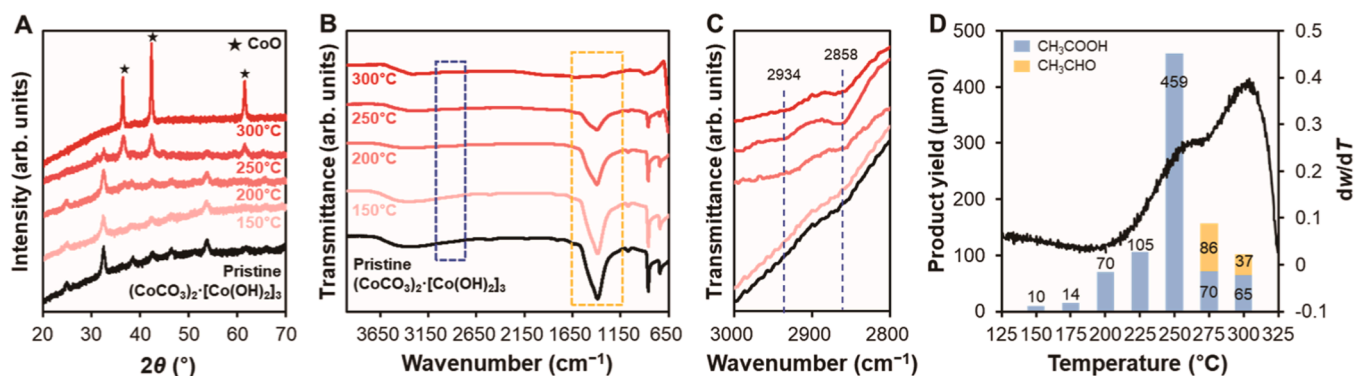 A
★ CoO
300°C
250°C
200°C
150°C
Pristine
(CoCO₃)₂·[Co(OH)₂]₃
Intensity (arb. units)
20 30 40 50 60 70
2θ (°)
B
300°C
250°C
200°C
150°C
Pristine
(CoCO₃)₂·[Co(OH)₂]₃
Transmittance (arb. units)
3650 3150 2650 2150 1650 1150 650
Wavenumber (cm⁻¹)
C
2934
2858
Transmittance (arb. units)
3000 2900 2800
Wavenumber (cm⁻¹)
D
CH₃COOH
CH₃CHO
Product yield (μmol)
500
400
300
200
100
0
10
14
70
105
459
86
70
37
65
0.5
0.4
0.3
0.2
0.1
0
-0.1
dw/dT
125 150 175 200 225 250 275 300 325
Temperature (°C)